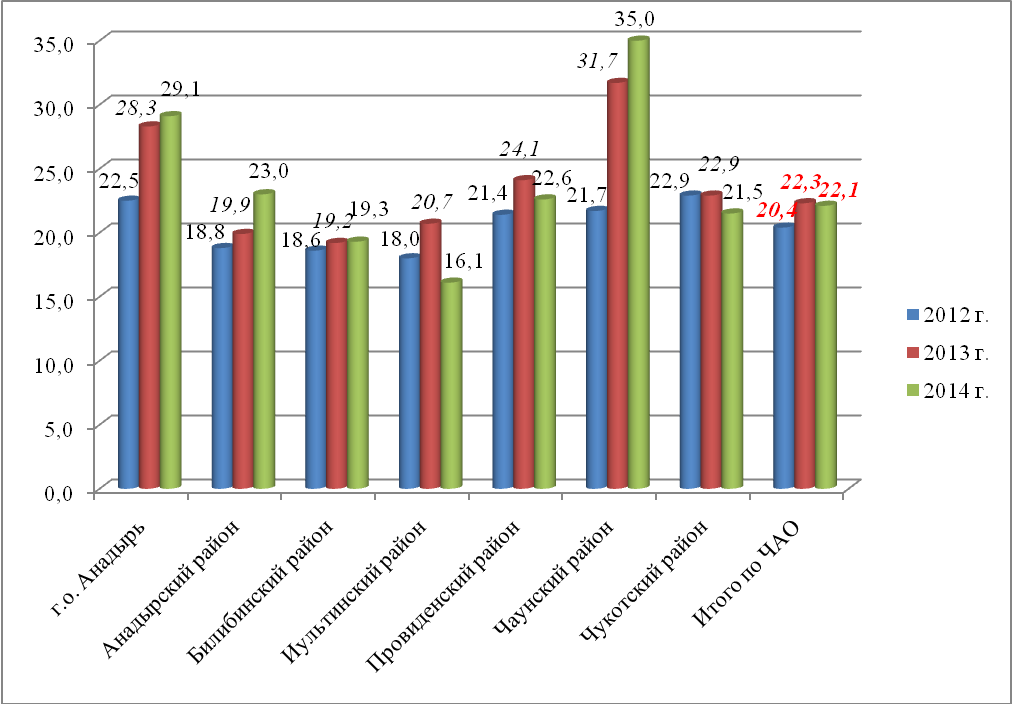 35,0
30,0
25,0
20,0
15,0
10,0
5,0
0,0
22,5
28,3
29,1
18,8
19,9
23,0
18,6
19,2
19,3
18,0
20,7
16,1
21,4
24,1
22,6
21,7
31,7
35,0
22,9
22,9
21,5
20,4
22,3
22,1
г.о. Анадырь
Анадырский район
Билибинский район
Иультинский район
Провиденский район
Чаунский район
Чукотский район
Итого по ЧАО
2012 г.
2013 г.
2014 г.